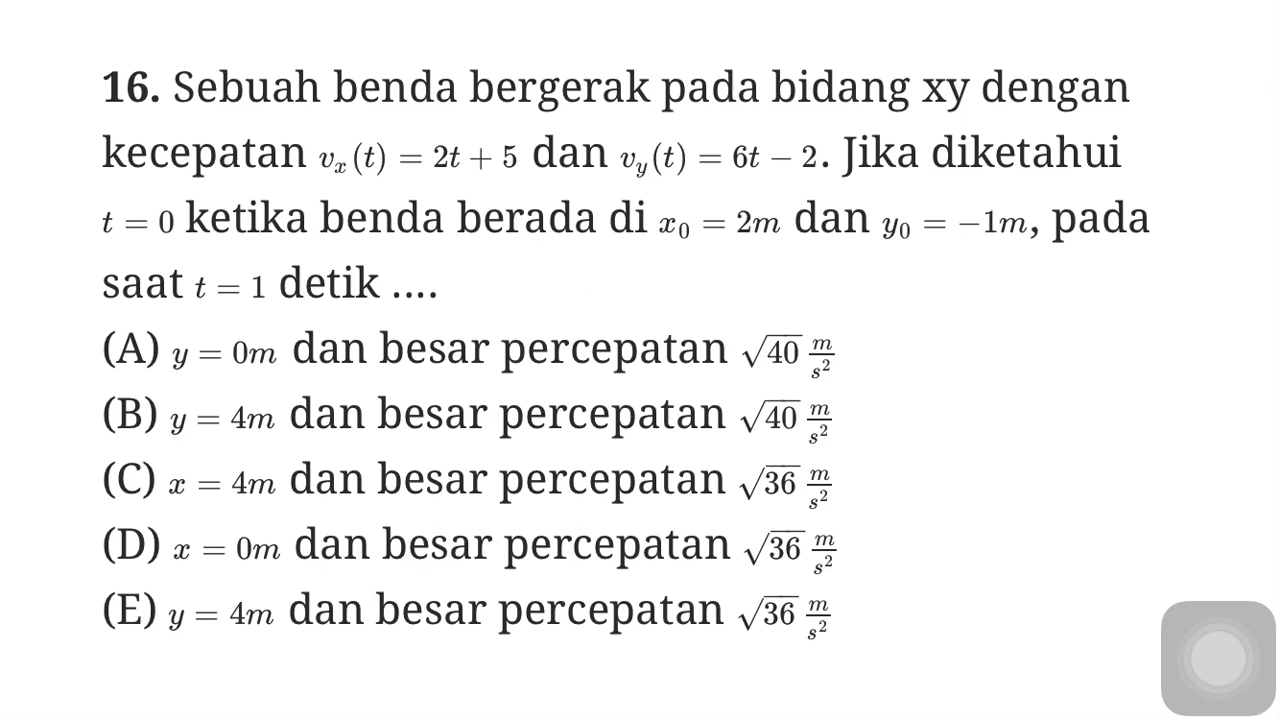 16. Sebuah benda bergerak pada bidang xy dengan
kecepatan v_x(t) = 2t + 5 dan v_y(t) = 6t − 2. Jika diketahui
t = 0 ketika benda berada di x_0 = 2m dan y_0 = −1m, pada
saat t = 1 detik ....
(A) y = 0m dan besar percepatan √40 m/s²
(B) y = 4m dan besar percepatan √40 m/s²
(C) x = 4m dan besar percepatan √36 m/s²
(D) x = 0m dan besar percepatan √36 m/s²
(E) y = 4m dan besar percepatan √36 m/s²